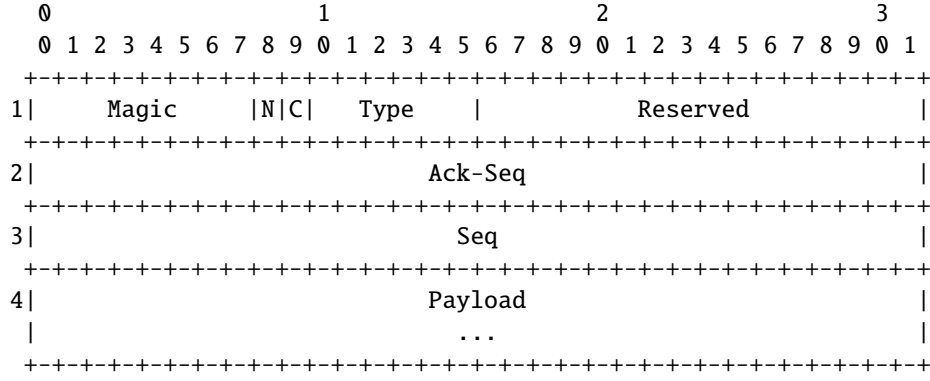 0                   1                   2                   3
0 1 2 3 4 5 6 7 8 9 0 1 2 3 4 5 6 7 8 9 0 1 2 3 4 5 6 7 8 9 0 1
+-+-+-+-+-+-+-+-+-+-+-+-+-+-+-+-+-+-+-+-+-+-+-+-+-+-+-+-+-+-+-+-+
1|     Magic     |N|C|   Type    |           Reserved            |
+-+-+-+-+-+-+-+-+-+-+-+-+-+-+-+-+-+-+-+-+-+-+-+-+-+-+-+-+-+-+-+-+
2|                            Ack-Seq                            |
+-+-+-+-+-+-+-+-+-+-+-+-+-+-+-+-+-+-+-+-+-+-+-+-+-+-+-+-+-+-+-+-+
3|                              Seq                              |
+-+-+-+-+-+-+-+-+-+-+-+-+-+-+-+-+-+-+-+-+-+-+-+-+-+-+-+-+-+-+-+-+
4|                            Payload                            |
|                              ...                              |
+-+-+-+-+-+-+-+-+-+-+-+-+-+-+-+-+-+-+-+-+-+-+-+-+-+-+-+-+-+-+-+-+